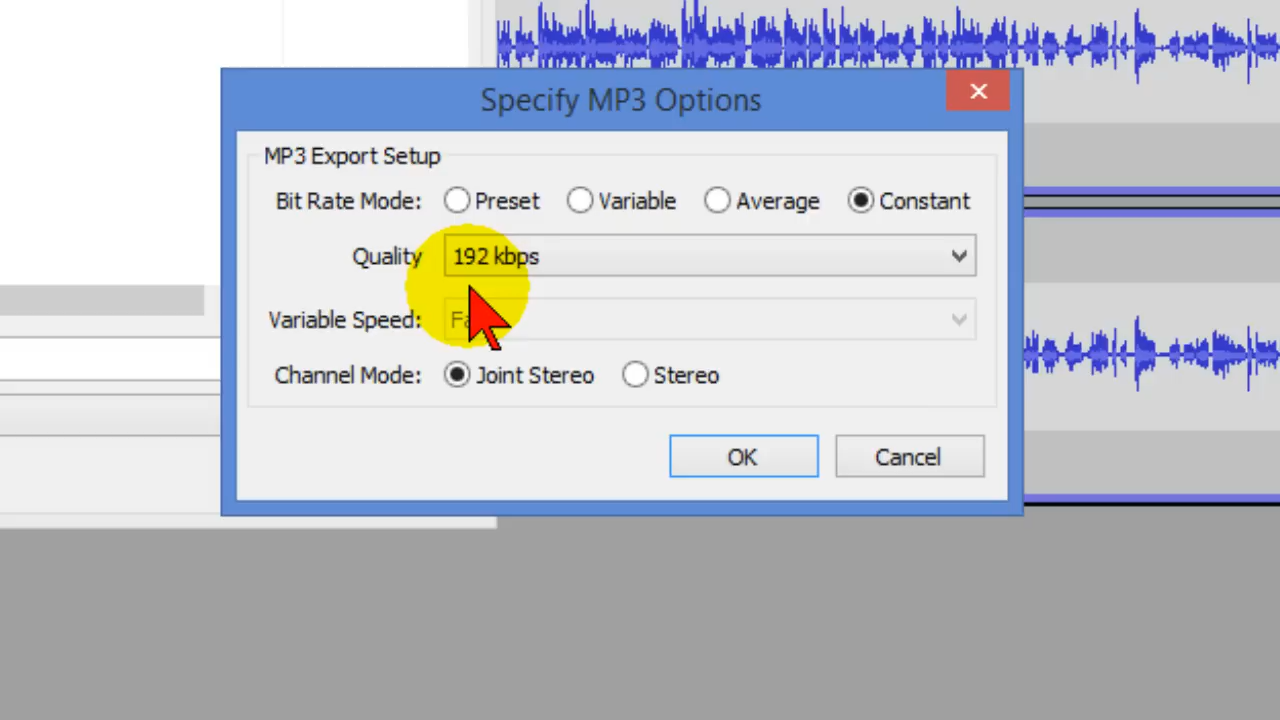 Specify MP3 Options
MP3 Export Setup
Bit Rate Mode: Preset Variable Average Constant
Quality 192 kbps
Variable Speed:
Channel Mode: Joint Stereo Stereo
OK Cancel